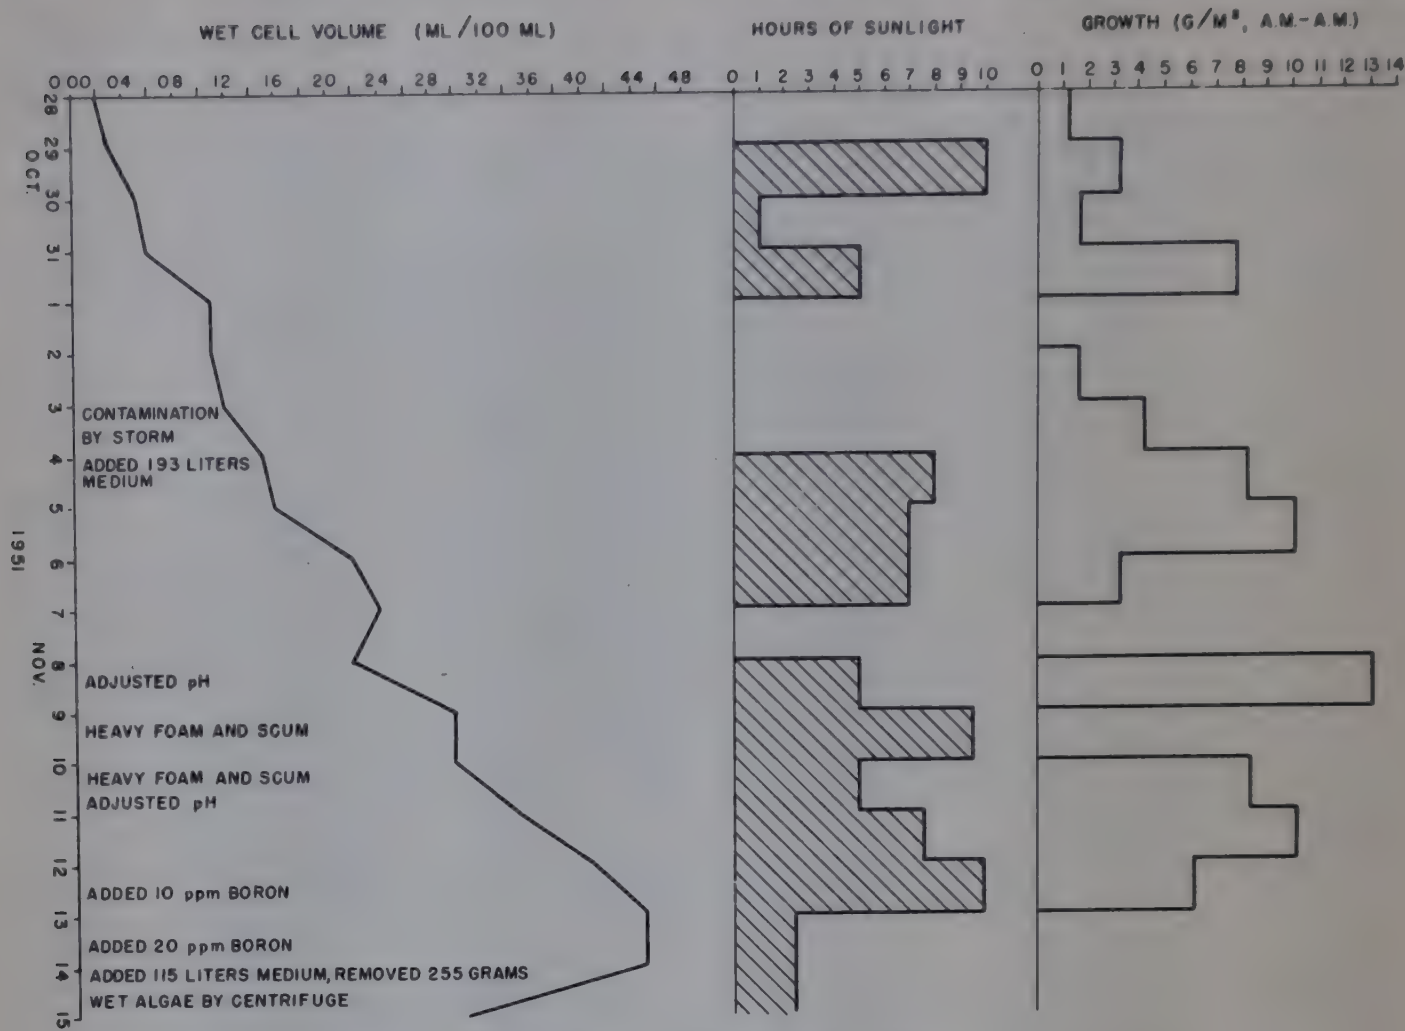 WET CELL VOLUME (ML/100 ML)
HOURS OF SUNLIGHT
GROWTH (G/M², A.M.-A.M.)
0.00 04 08 12 20 24 32 36 40 44 48
0 1 2 3 4 5 6 7 8 9 10
0 1 2 3 4 5 6 7 8 9 10 11 12 13 14
28
29
30
31
OCT.
1
2
3
4
5
6
7
8
9
10
11
12
13
14
15
NOV.
1951
CONTAMINATION
BY STORM
ADDED 193 LITERS
MEDIUM
ADJUSTED pH
HEAVY FOAM AND SCUM
HEAVY FOAM AND SCUM
ADJUSTED pH
ADDED 10 ppm BORON
ADDED 20 ppm BORON
ADDED 115 LITERS MEDIUM, REMOVED 255 GRAMS
WET ALGAE BY CENTRIFUGE